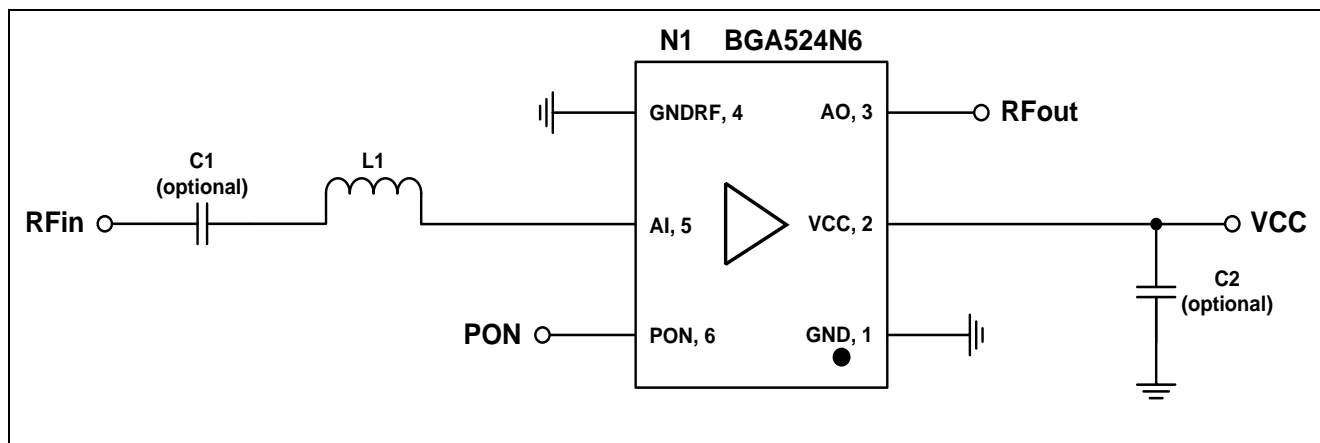 N1 BGA524N6
GNDRF, 4
AO, 3
RFout
C1
(optional)
L1
RFin
AI, 5
VCC, 2
VCC
C2
(optional)
PON
PON, 6
GND, 1